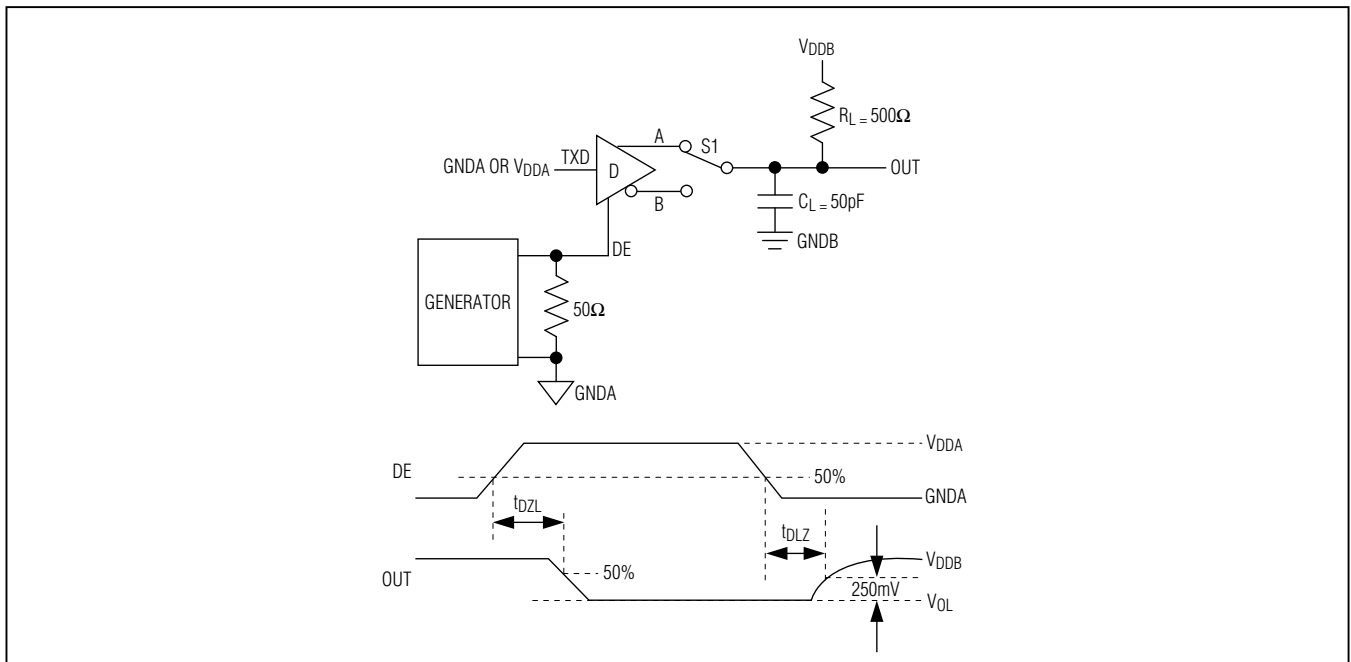 VDDB
RL = 500Ω
A
S1
GNDA OR VDDA
TXD
D
OUT
B
CL = 50pF
GNDB
DE
GENERATOR
50Ω
GNDA
VDDA
DE
50%
GNDA
tDZL
tDLZ
VDDB
OUT
50%
250mV
VOL